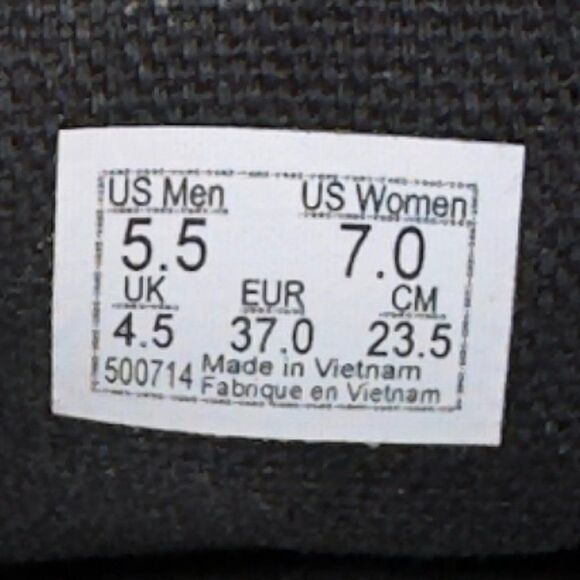 US Men US Women
5.5 7.0
UK EUR CM
4.5 37.0 23.5
500714 Made in Vietnam
Fabrique en Vietnam